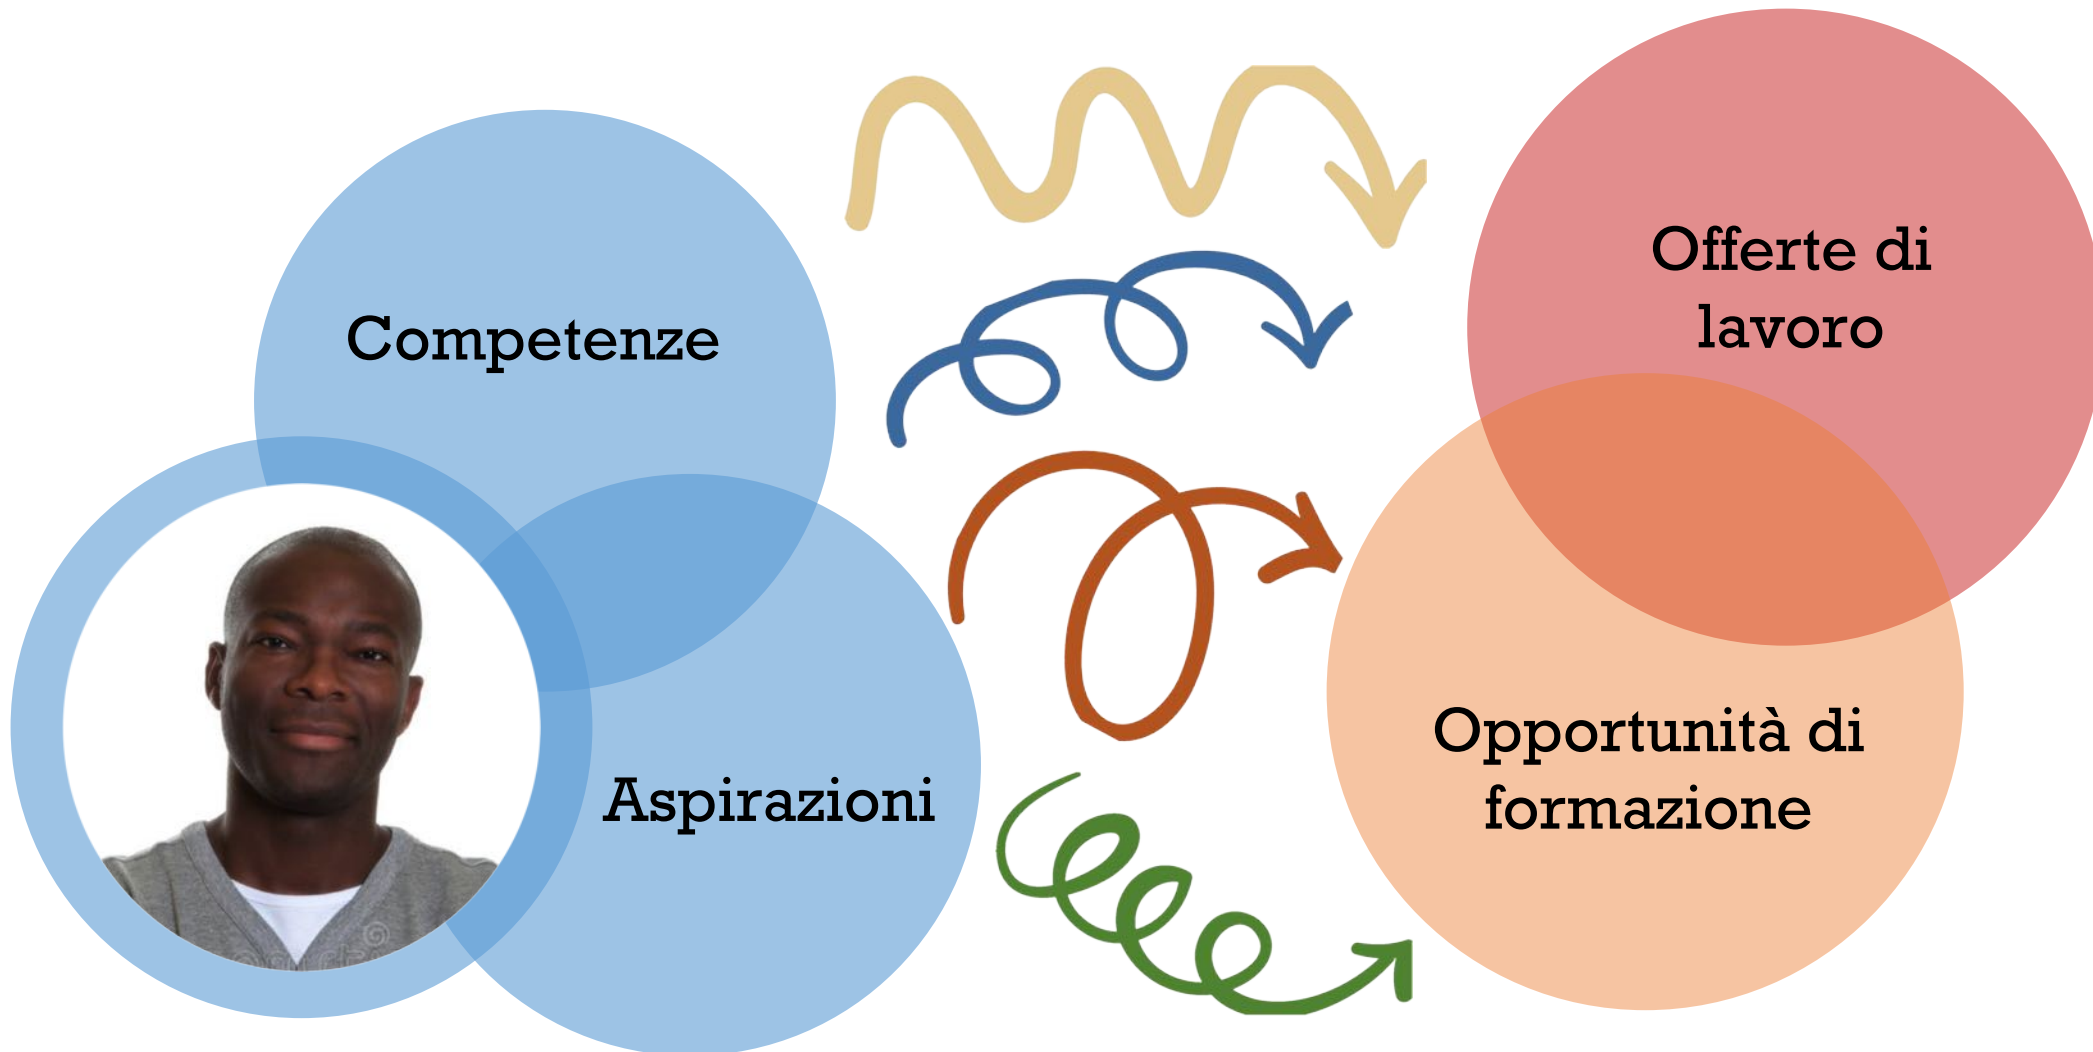 Competenze
Aspirazioni
Offerte di
lavoro
Opportunità di
formazione